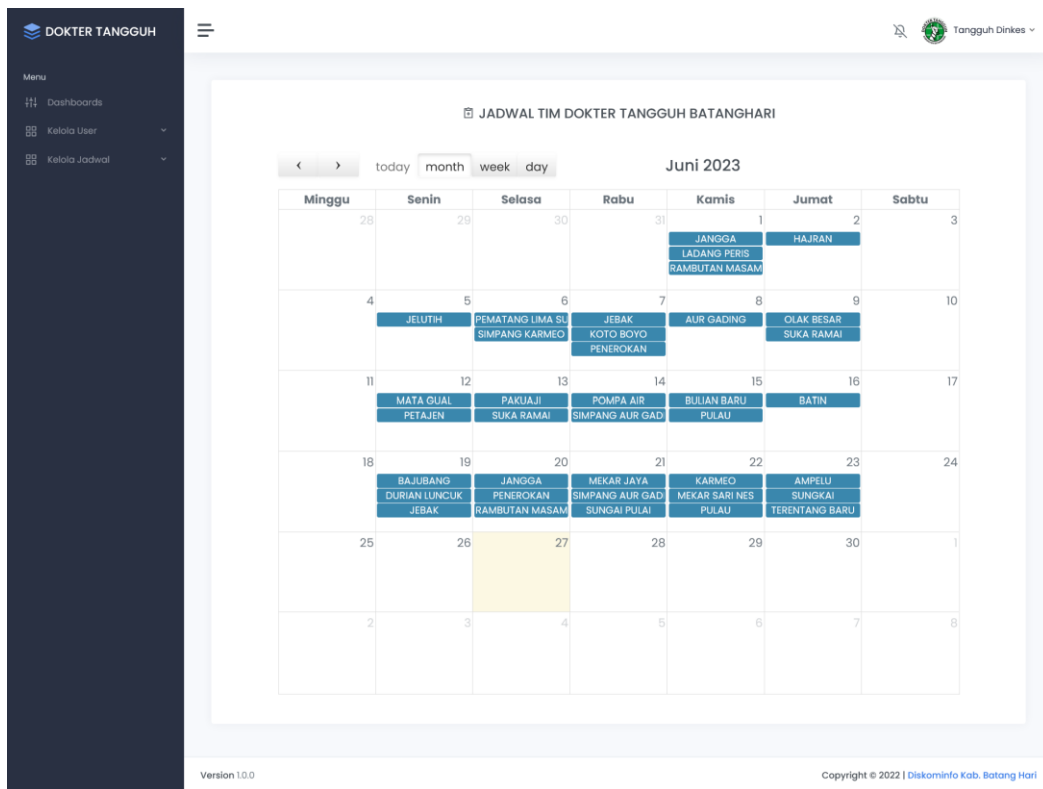 DOKTER TANGGUH
Tangguh Dinkes
Menu
Dashboards
Kelola User
Kelola Jadwal
JADWAL TIM DOKTER TANGGUH BATANGHARI
today month week day Juni 2023
Minggu Senin Selasa Rabu Kamis Jumat Sabtu
28 29 30 31 1 2 3
JANGGA HAJRAN
LADANG PERIS
RAMBUTAN MASAM
4 5 6 7 8 9 10
JELUTIH PEMATANG LIMA SU JEBAK AUR GADING OLAK BESAR
SIMPANG KARMEO KOTO BOYO SUKA RAMAI
PENEROKAN
11 12 13 14 15 16 17
MATA GUAL PAKUAJI POMPA AIR BULIAN BARU BATIN
PETAJEN SUKA RAMAI SIMPANG AUR GAD PULAU
18 19 20 21 22 23 24
BAJUBANG JANGGA MEKAR JAYA KARMEO AMPELU
DURIAN LUNCUK PENEROKAN SIMPANG AUR GAD MEKAR SARI NES SUNGKAI
JEBAK RAMBUTAN MASAM SUNGAI PULAI PULAU TERENTANG BARU
25 26 27 28 29 30 1
2 3 4 5 6 7 8
Version 1.0.0 Copyright © 2022 | Diskominfo Kab. Batang Hari